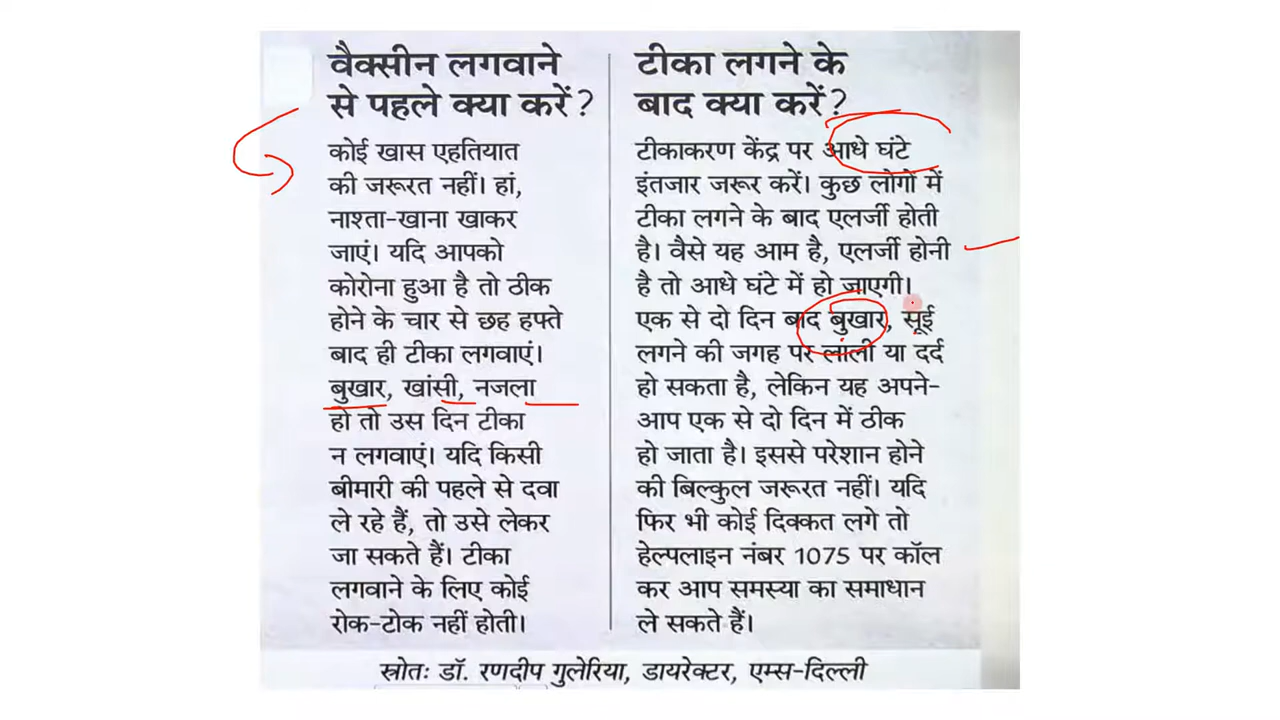 वैक्सीन लगवाने
से पहले क्या करें?
कोई खास एहतियात
की जरूरत नहीं। हां,
नाश्ता-खाना खाकर
जाएं। यदि आपको
कोरोना हुआ है तो ठीक
होने के चार से छह हफ्ते
बाद ही टीका लगवाएं।
बुखार, खांसी, नजला
हो तो उस दिन टीका
न लगवाएं। यदि किसी
बीमारी की पहले से दवा
ले रहे हैं, तो उसे लेकर
जा सकते हैं। टीका
लगवाने के लिए कोई
रोक-टोक नहीं होती।
टीका लगने के
बाद क्या करें?
टीकाकरण केंद्र पर आधे घंटे
इंतजार जरूर करें। कुछ लोगों में
टीका लगने के बाद एलर्जी होती
है। वैसे यह आम है, एलर्जी होनी
है तो आधे घंटे में हो जाएगी।
एक से दो दिन बाद बुखार, सूई
लगने की जगह पर लाली या दर्द
हो सकता है, लेकिन यह अपने-
आप एक से दो दिन में ठीक
हो जाता है। इससे परेशान होने
की बिल्कुल जरूरत नहीं। यदि
फिर भी कोई दिक्कत लगे तो
हेल्पलाइन नंबर 1075 पर कॉल
कर आप समस्या का समाधान
ले सकते हैं।
स्रोतः डॉ. रणदीप गुलेरिया, डायरेक्टर, एम्स-दिल्ली